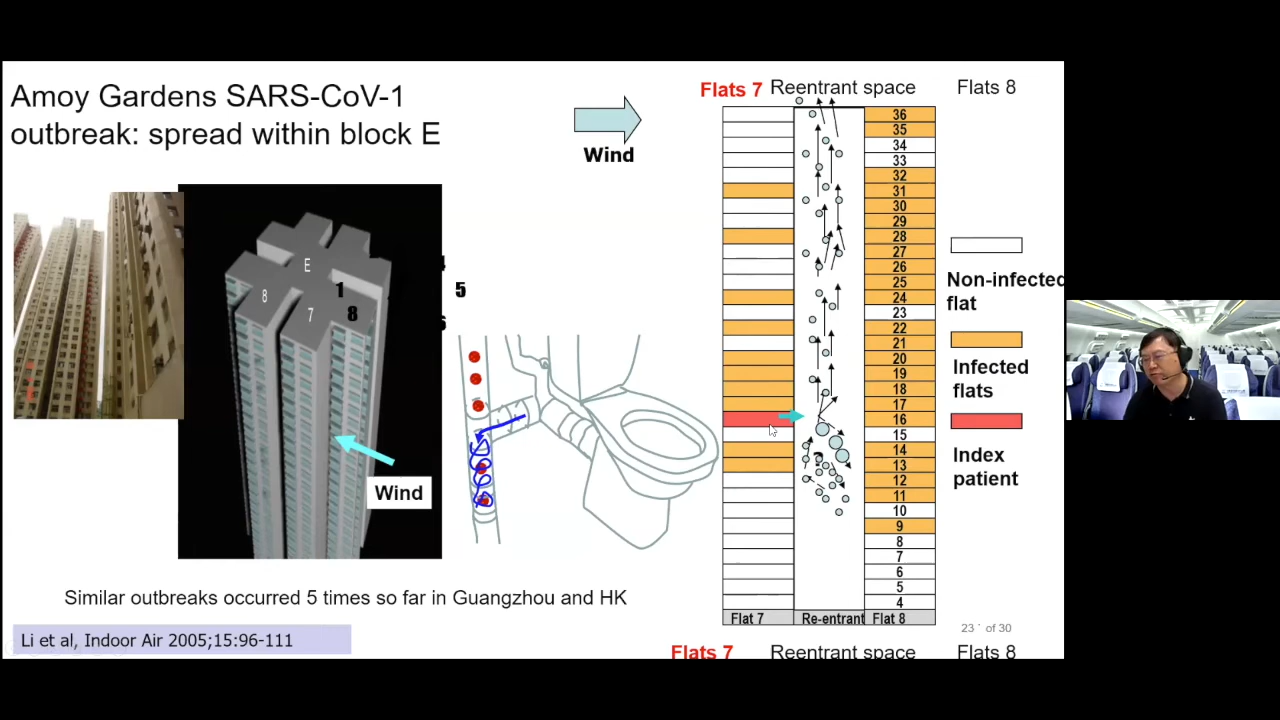 Amoy Gardens SARS-CoV-1
outbreak: spread within block E
Wind
Flats 7
Reentrant space
Flats 8
36
35
34
33
32
31
30
29
28
27
26
25
24
23
22
21
20
19
18
17
16
15
14
13
12
11
10
9
8
7
6
5
4
?
Flat 7
Re-entrant
Flat 8
Non-infected
flat
Infected
flats
Index
patient
E
1
8
7
8
5
Wind
Similar outbreaks occurred 5 times so far in Guangzhou and HK
Li et al, Indoor Air 2005;15:96-111
23 of 30
Flats 7
Reentrant space
Flats 8